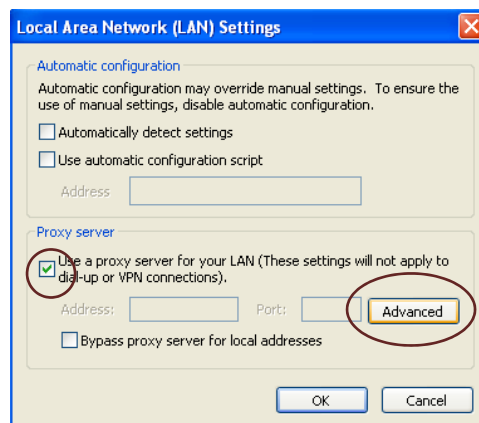 Local Area Network (LAN) Settings
Automatic configuration
Automatic configuration may override manual settings. To ensure the
use of manual settings, disable automatic configuration.
Automatically detect settings
Use automatic configuration script
Address
Proxy server
Use a proxy server for your LAN (These settings will not apply to
dial-up or VPN connections).
Address:
Port:
Advanced
Bypass proxy server for local addresses
OK
Cancel